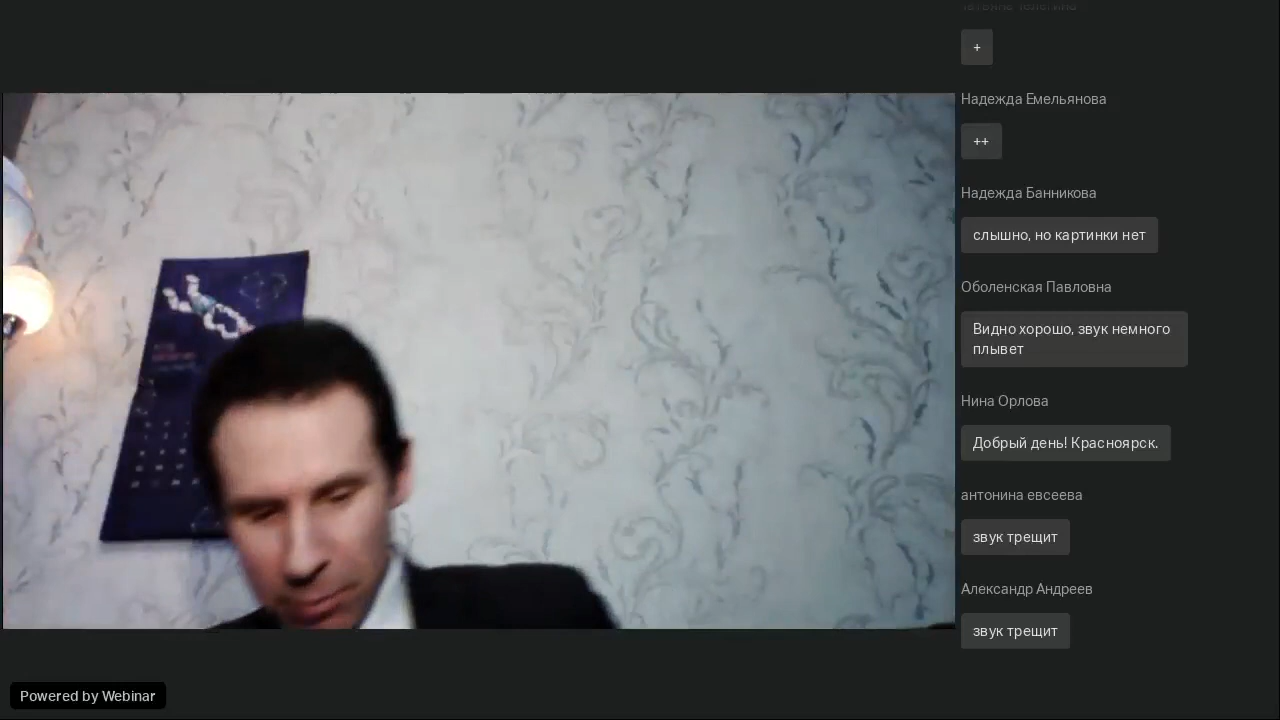 +
Надежда Емельянова
++
Надежда Банникова
слышно, но картинки нет
Оболенская Павловна
Видно хорошо, звук немного
плывет
Нина Орлова
Добрый день! Красноярск.
антонина евсеева
звук трещит
Александр Андреев
звук трещит
Powered by Webinar